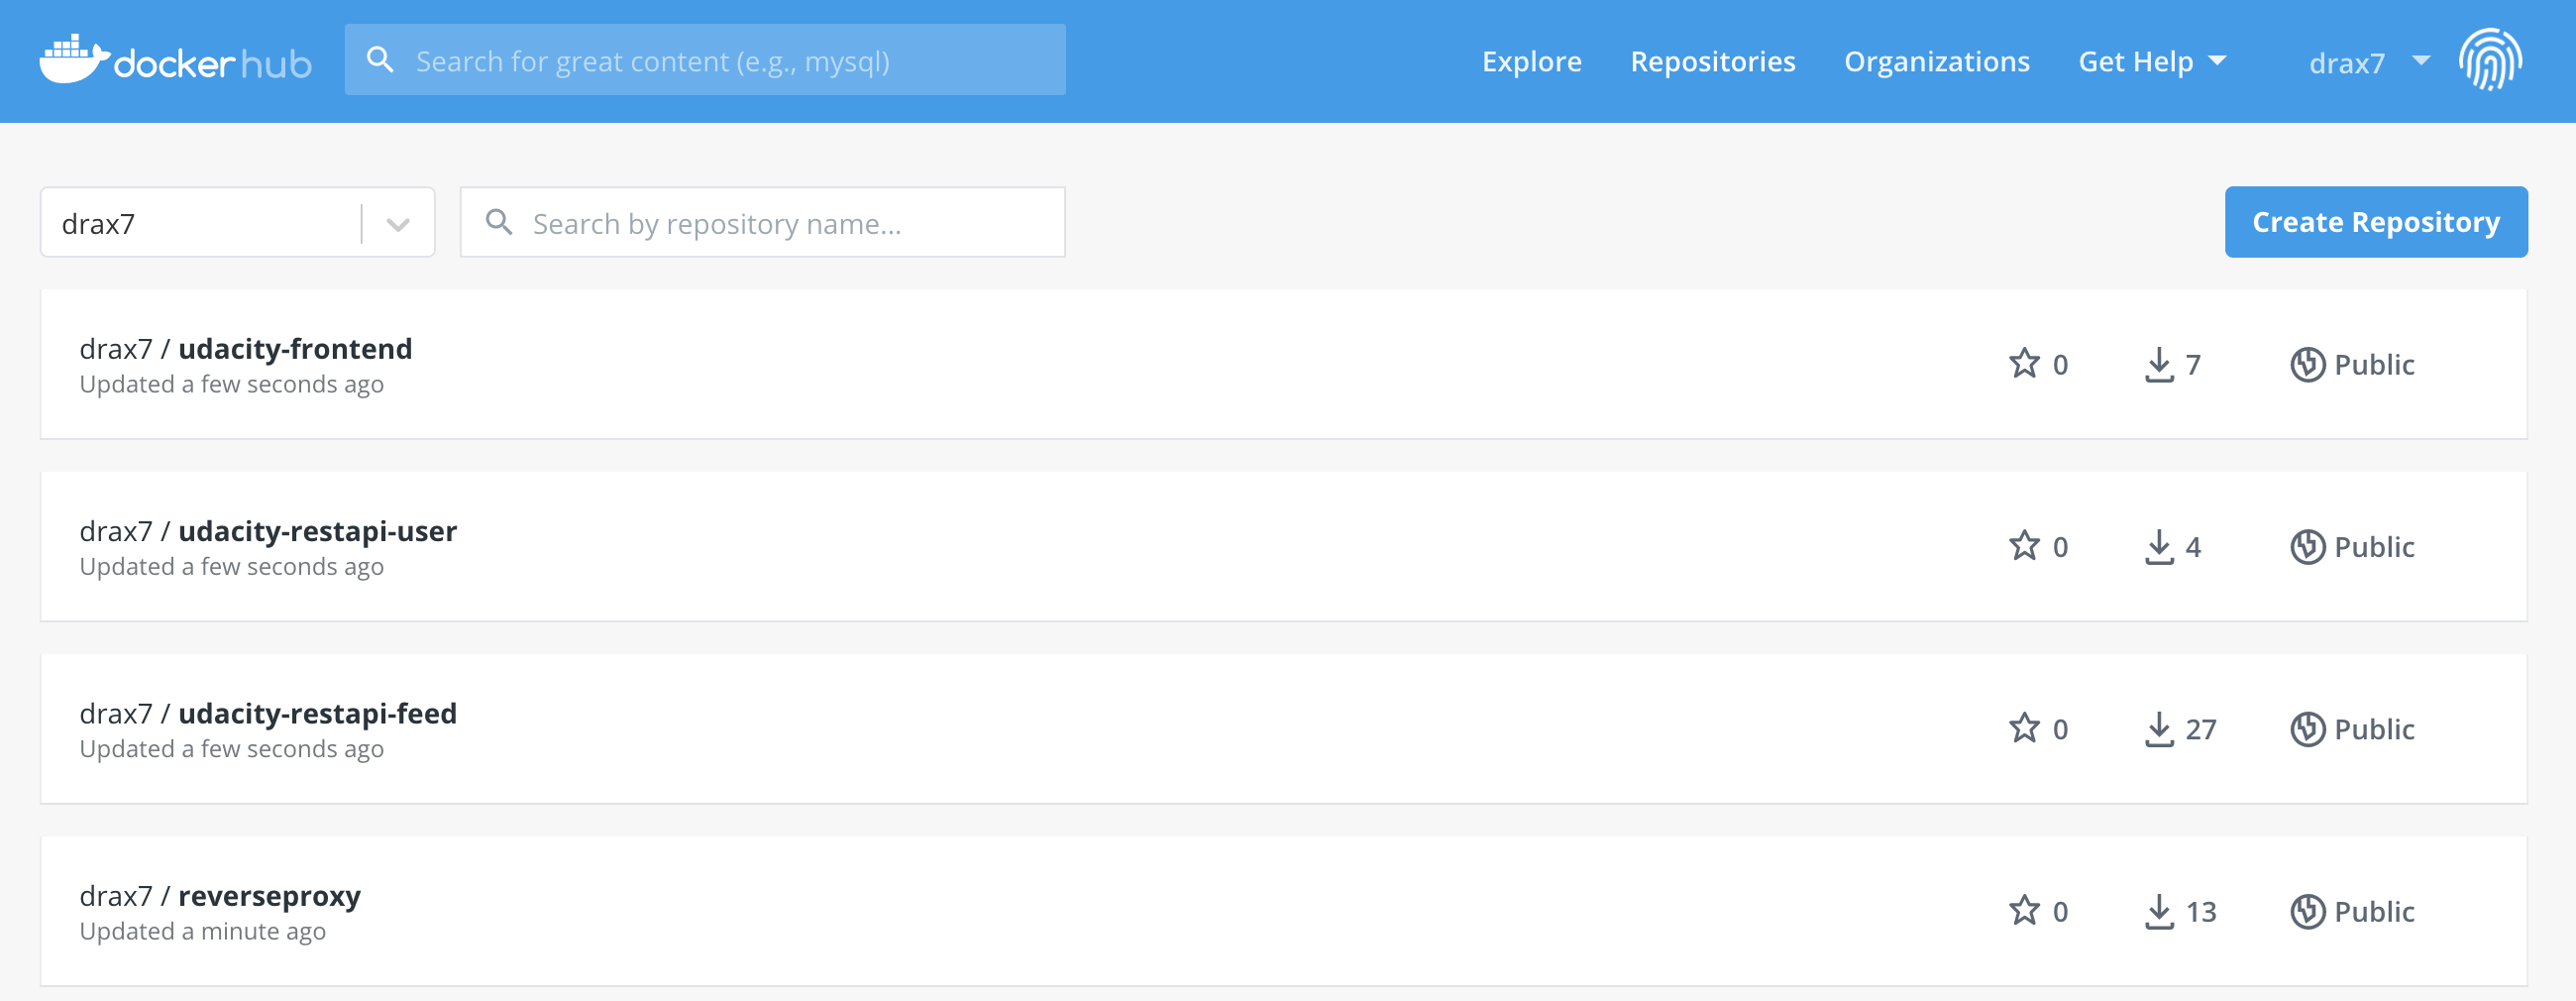 dockerhub Search for great content (e.g., mysql) Explore Repositories Organizations Get Help drax7
drax7 Search by repository name... Create Repository
drax7 / udacity-frontend
Updated a few seconds ago
0 7 Public
drax7 / udacity-restapi-user
Updated a few seconds ago
0 4 Public
drax7 / udacity-restapi-feed
Updated a few seconds ago
0 27 Public
drax7 / reverseproxy
Updated a minute ago
0 13 Public